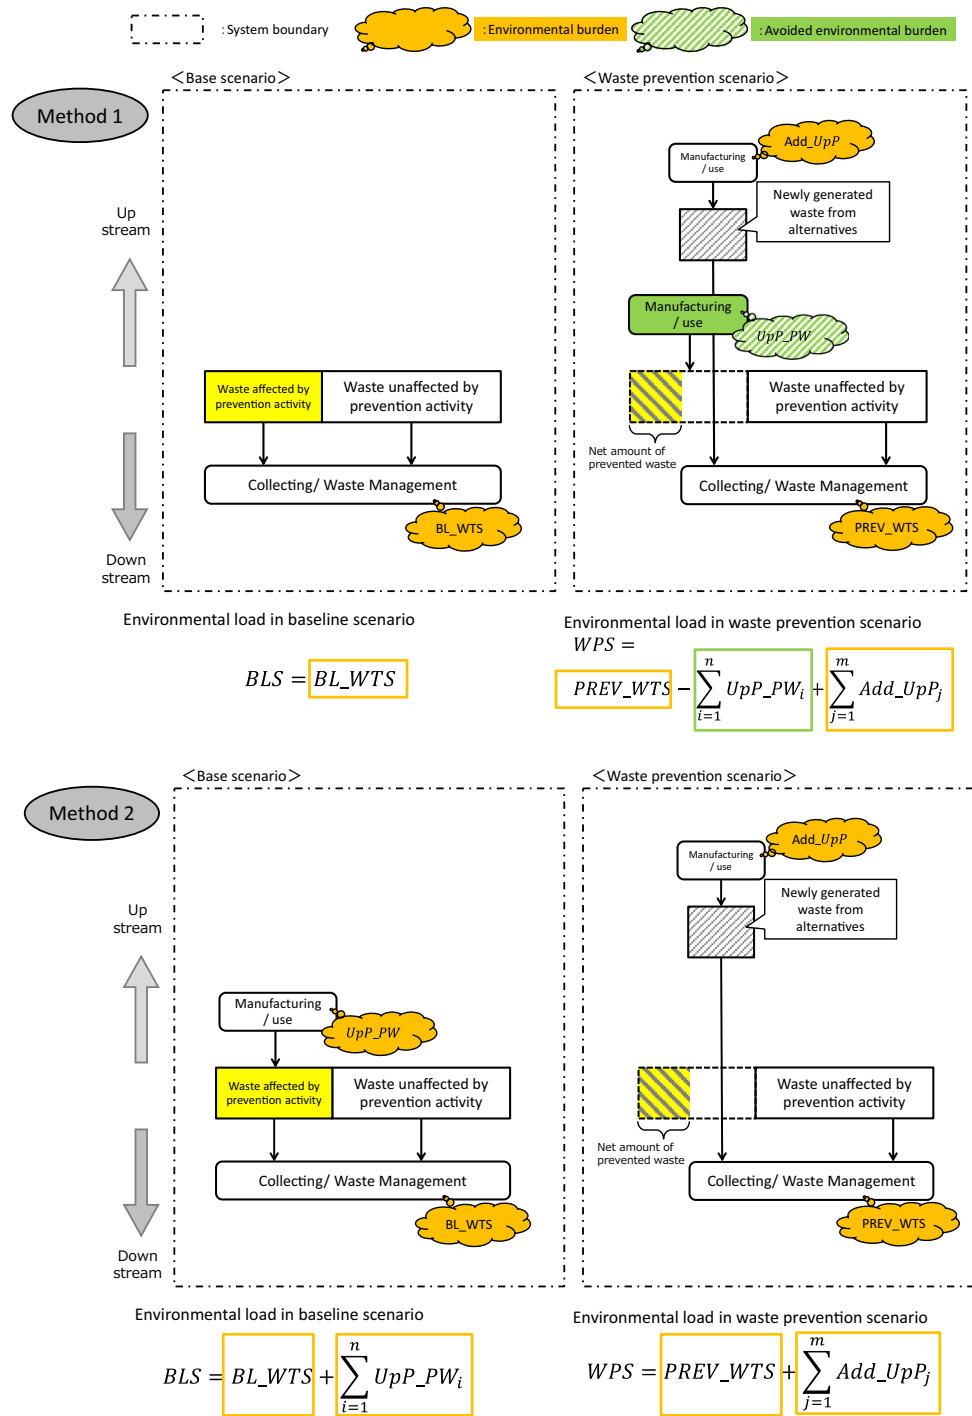 : System boundary
: Environmental burden
: Avoided environmental burden
＜Base scenario＞
＜Waste prevention scenario＞
Method 1
Add_UpP
Manufacturing
/ use
Newly generated
waste from
alternatives
Up
stream
Manufacturing
/ use
UpP_PW
Waste affected by
prevention activity
Waste unaffected by
prevention activity
Waste unaffected by
prevention activity
Net amount of
prevented waste
Collecting/ Waste Management
Collecting/ Waste Management
BL_WTS
PREV_WTS
Down
stream
Environmental load in baseline scenario
BLS = BL_WTS
Environmental load in waste prevention scenario
WPS =
PREV_WTS − ∑_{i=1}^{n} UpP_PW_i + ∑_{j=1}^{m} Add_UpP_j
＜Base scenario＞
＜Waste prevention scenario＞
Method 2
Add_UpP
Manufacturing
/ use
Newly generated
waste from
alternatives
Up
stream
Manufacturing
/ use
UpP_PW
Waste affected by
prevention activity
Waste unaffected by
prevention activity
Waste unaffected by
prevention activity
Net amount of
prevented waste
Collecting/ Waste Management
Collecting/ Waste Management
BL_WTS
PREV_WTS
Down
stream
Environmental load in baseline scenario
BLS = BL_WTS + ∑_{i=1}^{n} UpP_PW_i
Environmental load in waste prevention scenario
WPS = PREV_WTS + ∑_{j=1}^{m} Add_UpP_j